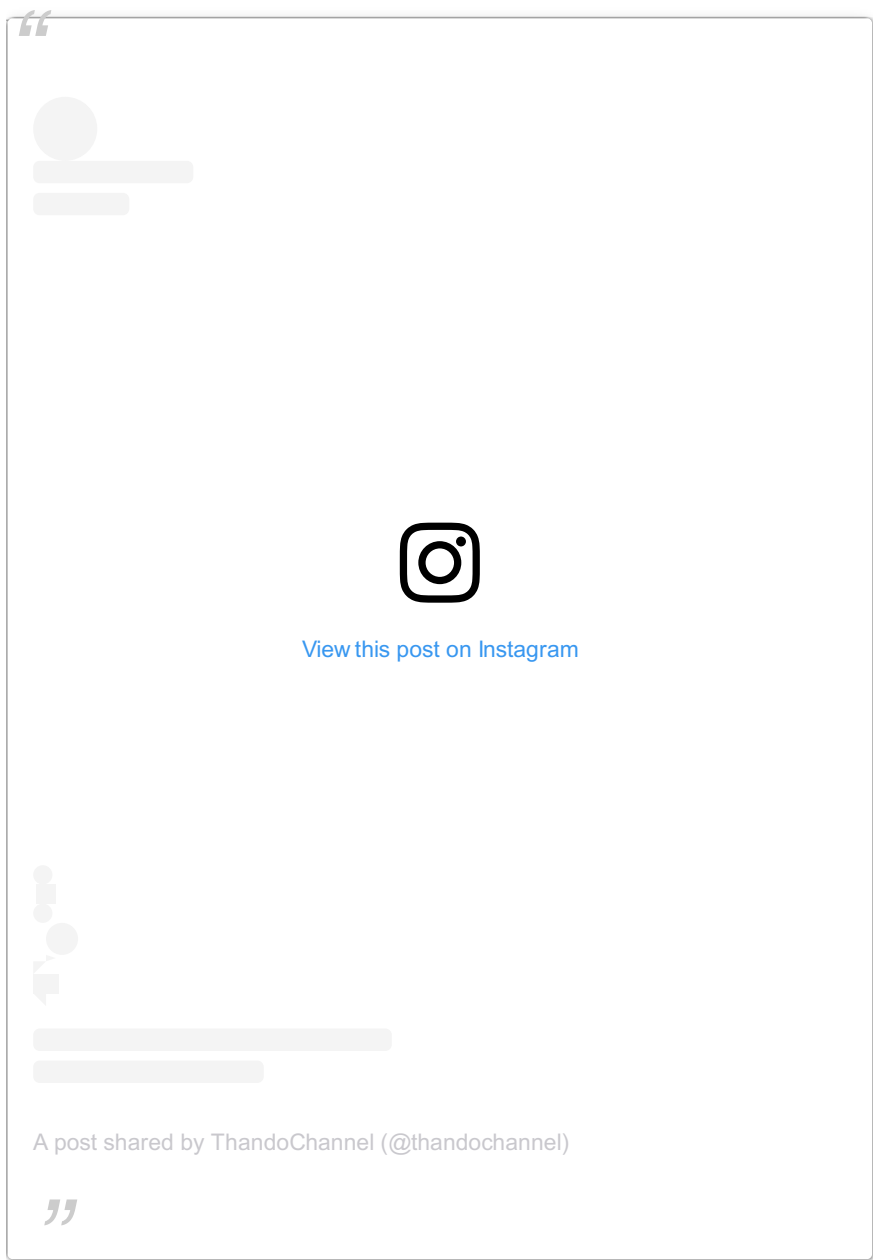 “
View this post on Instagram
A post shared by ThandoChannel (@thandochannel)
”